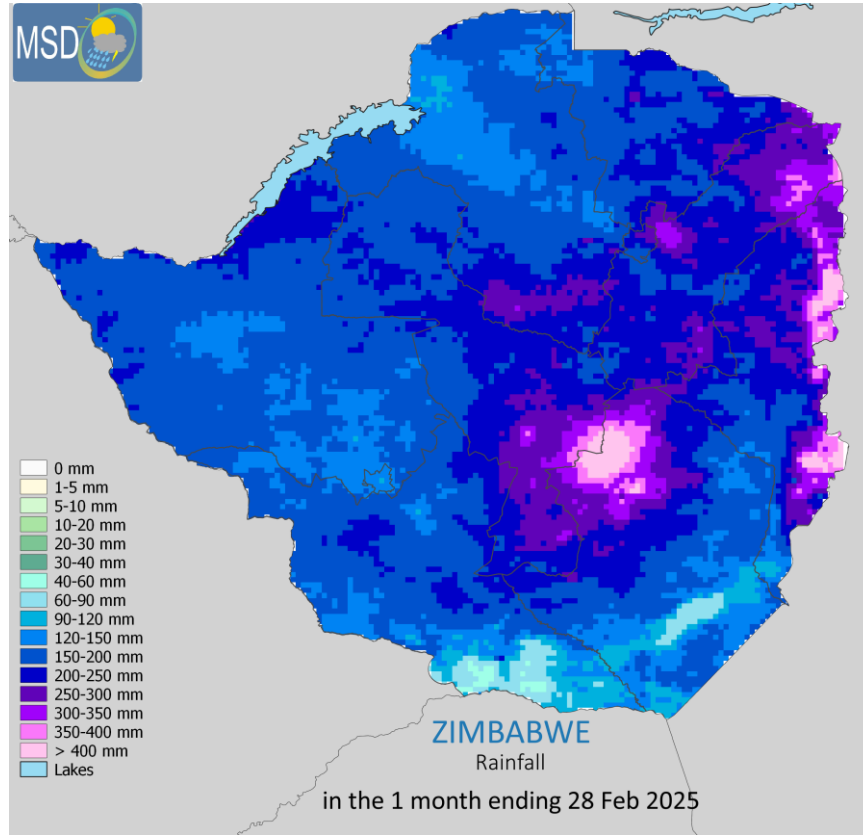 MSD
0 mm
1-5 mm
5-10 mm
10-20 mm
20-30 mm
30-40 mm
40-60 mm
60-90 mm
90-120 mm
120-150 mm
150-200 mm
200-250 mm
250-300 mm
300-350 mm
350-400 mm
> 400 mm
Lakes
ZIMBABWE
Rainfall
in the 1 month ending 28 Feb 2025